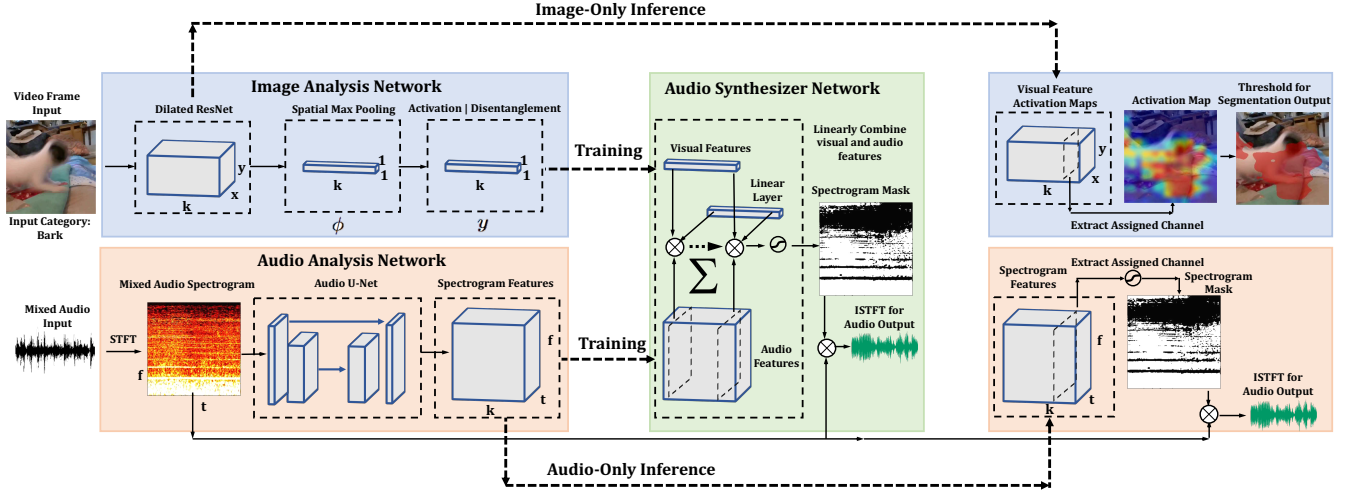 Image-Only Inference
Image Analysis Network
Video Frame
Input
Input Category:
Bark
Dilated ResNet
y
x
k
Spatial Max Pooling
1
1
k
ϕ
Activation | Disentanglement
1
1
k
y
Training
Audio Analysis Network
Mixed Audio
Input
STFT
Mixed Audio Spectrogram
f
t
Audio U-Net
Spectrogram Features
f
t
k
Training
Audio Synthesizer Network
Visual Features
Linear
Layer
∑
Audio
Features
Linearly Combine
visual and audio
features
Spectrogram Mask
ISTFT for
Audio Output
Visual Feature
Activation Maps
y
x
k
Activation Map
Threshold for
Segmentation Output
Extract Assigned Channel
Extract Assigned Channel
Spectrogram
Features
f
t
k
Spectrogram
Mask
ISTFT for
Audio Output
Audio-Only Inference